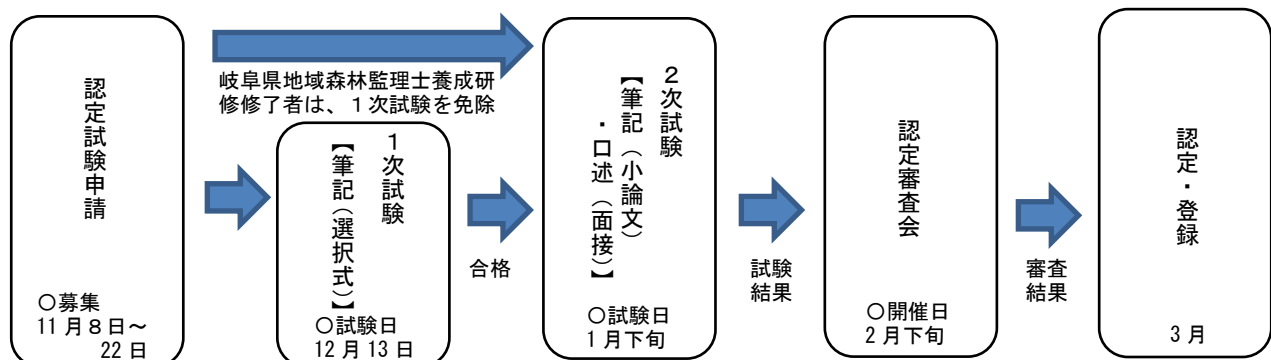 認定試験申請
○募集
11月８日～
22日
岐阜県地域森林監理士養成研
修修了者は、１次試験を免除
１次試験
【筆記（選択式）】
○試験日
12月13日
合格
２次試験
【筆記（小論文）
・口述（面接）】
○試験日
1月下旬
試験
結果
認定審査会
○開催日
2月下旬
審査
結果
認定・登録
3月